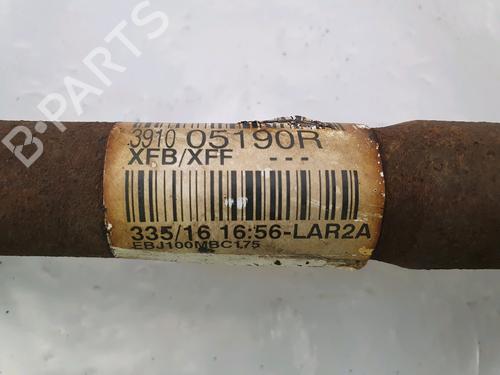 3910 05190R
XFB/XFF ---
335/16 16:56-LAR2A
EBJ100MBC1.75
B-PARTS